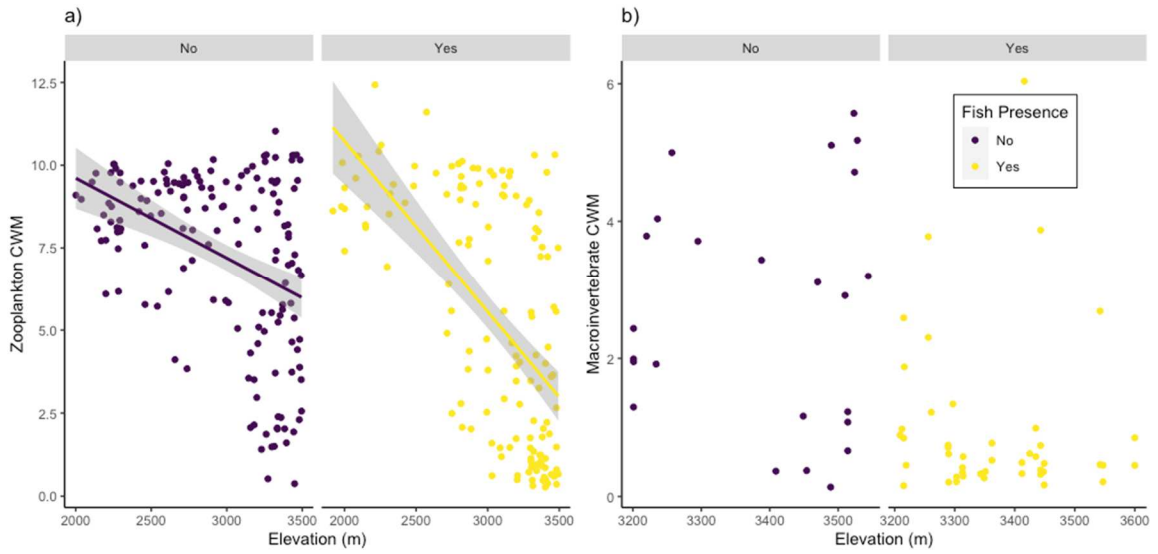 a)
b)
No
Yes
No
Yes
12.5
10.0
7.5
5.0
2.5
0.0
Zooplankton CWM
2000
2500
3000
3500
2000
2500
3000
3500
Elevation (m)
6
4
2
0
Macroinvertebrate CWM
Fish Presence
No
Yes
3200
3300
3400
3500
3200
3300
3400
3500
3600
Elevation (m)